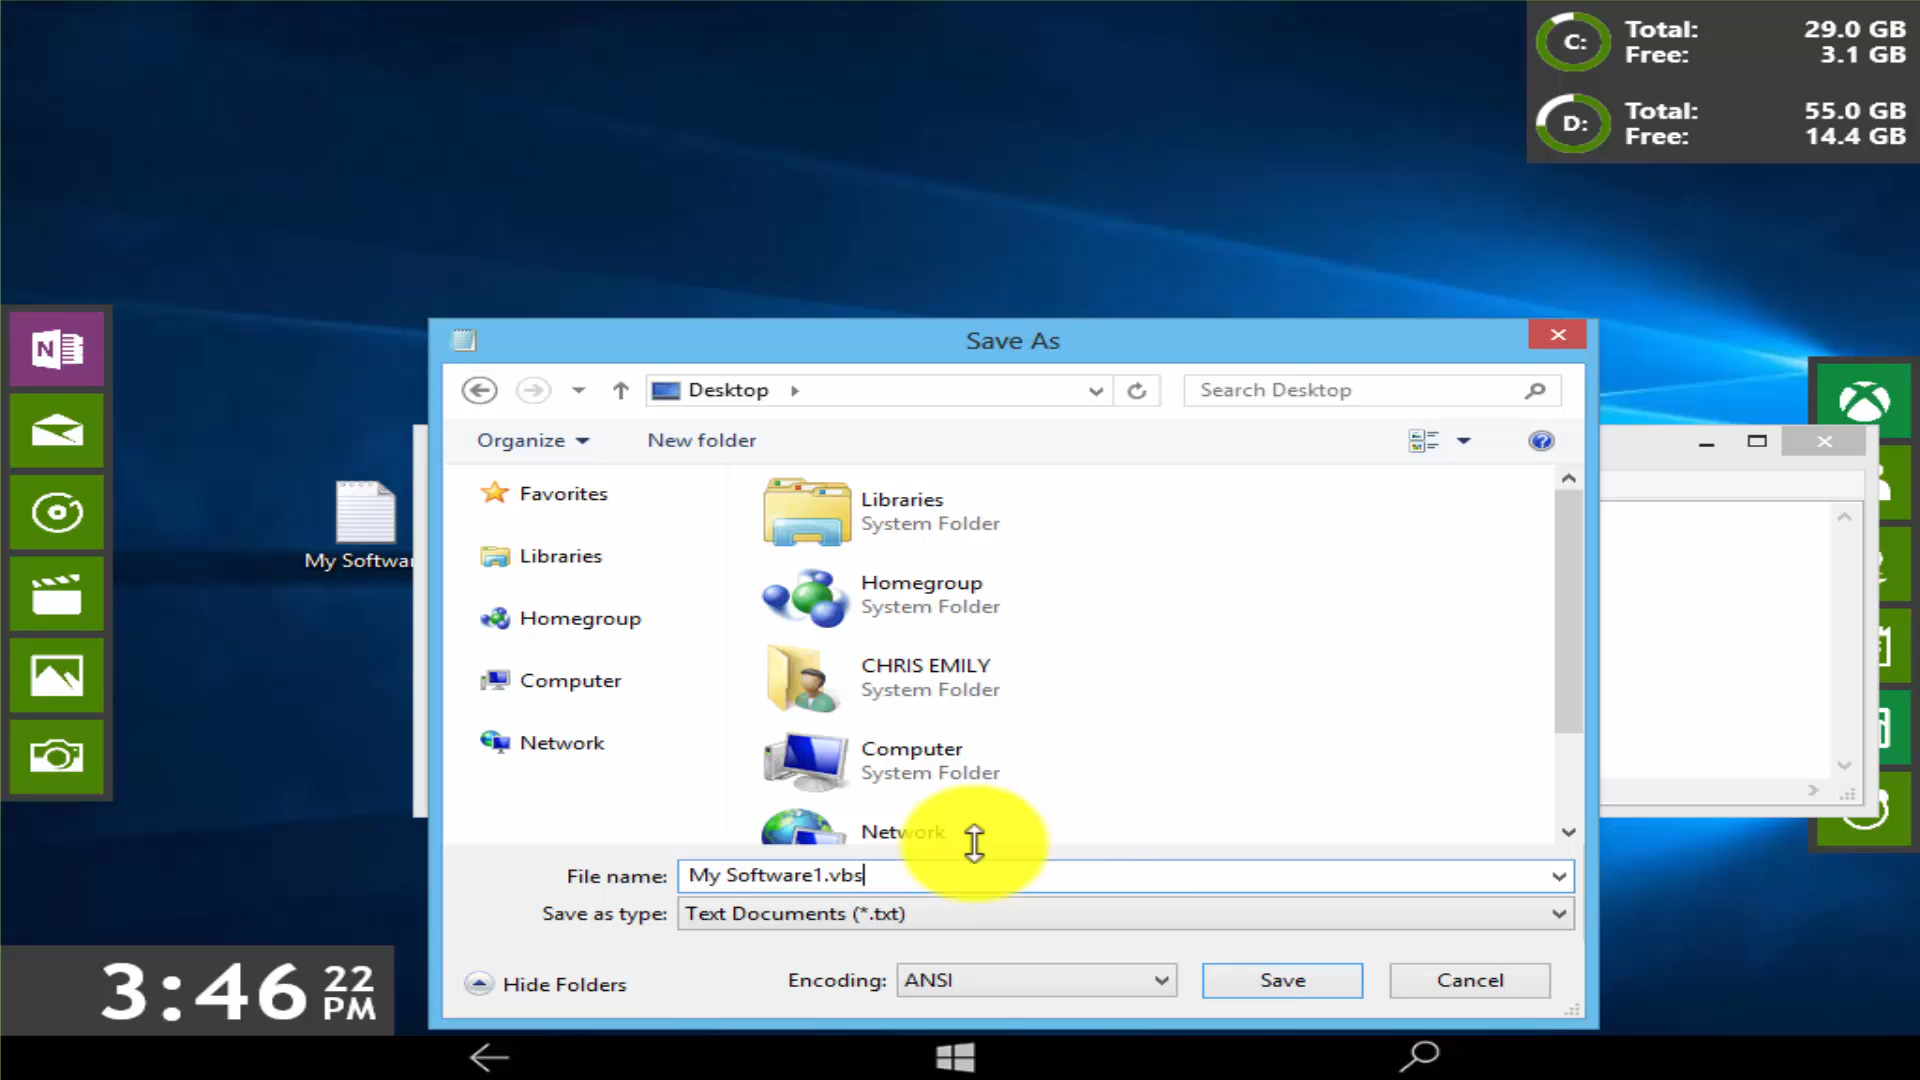 C: Total: 29.0 GB
Free: 3.1 GB
D: Total: 55.0 GB
Free: 14.4 GB
N
Save As
Desktop
Search Desktop
Organize
New folder
Favorites
Libraries
Homegroup
Computer
Network
Libraries
System Folder
Homegroup
System Folder
CHRIS EMILY
System Folder
Computer
System Folder
Network
My Softwar
File name: My Software1.vbs
Save as type: Text Documents (*.txt)
Hide Folders
Encoding: ANSI
Save
Cancel
3:46 22 PM